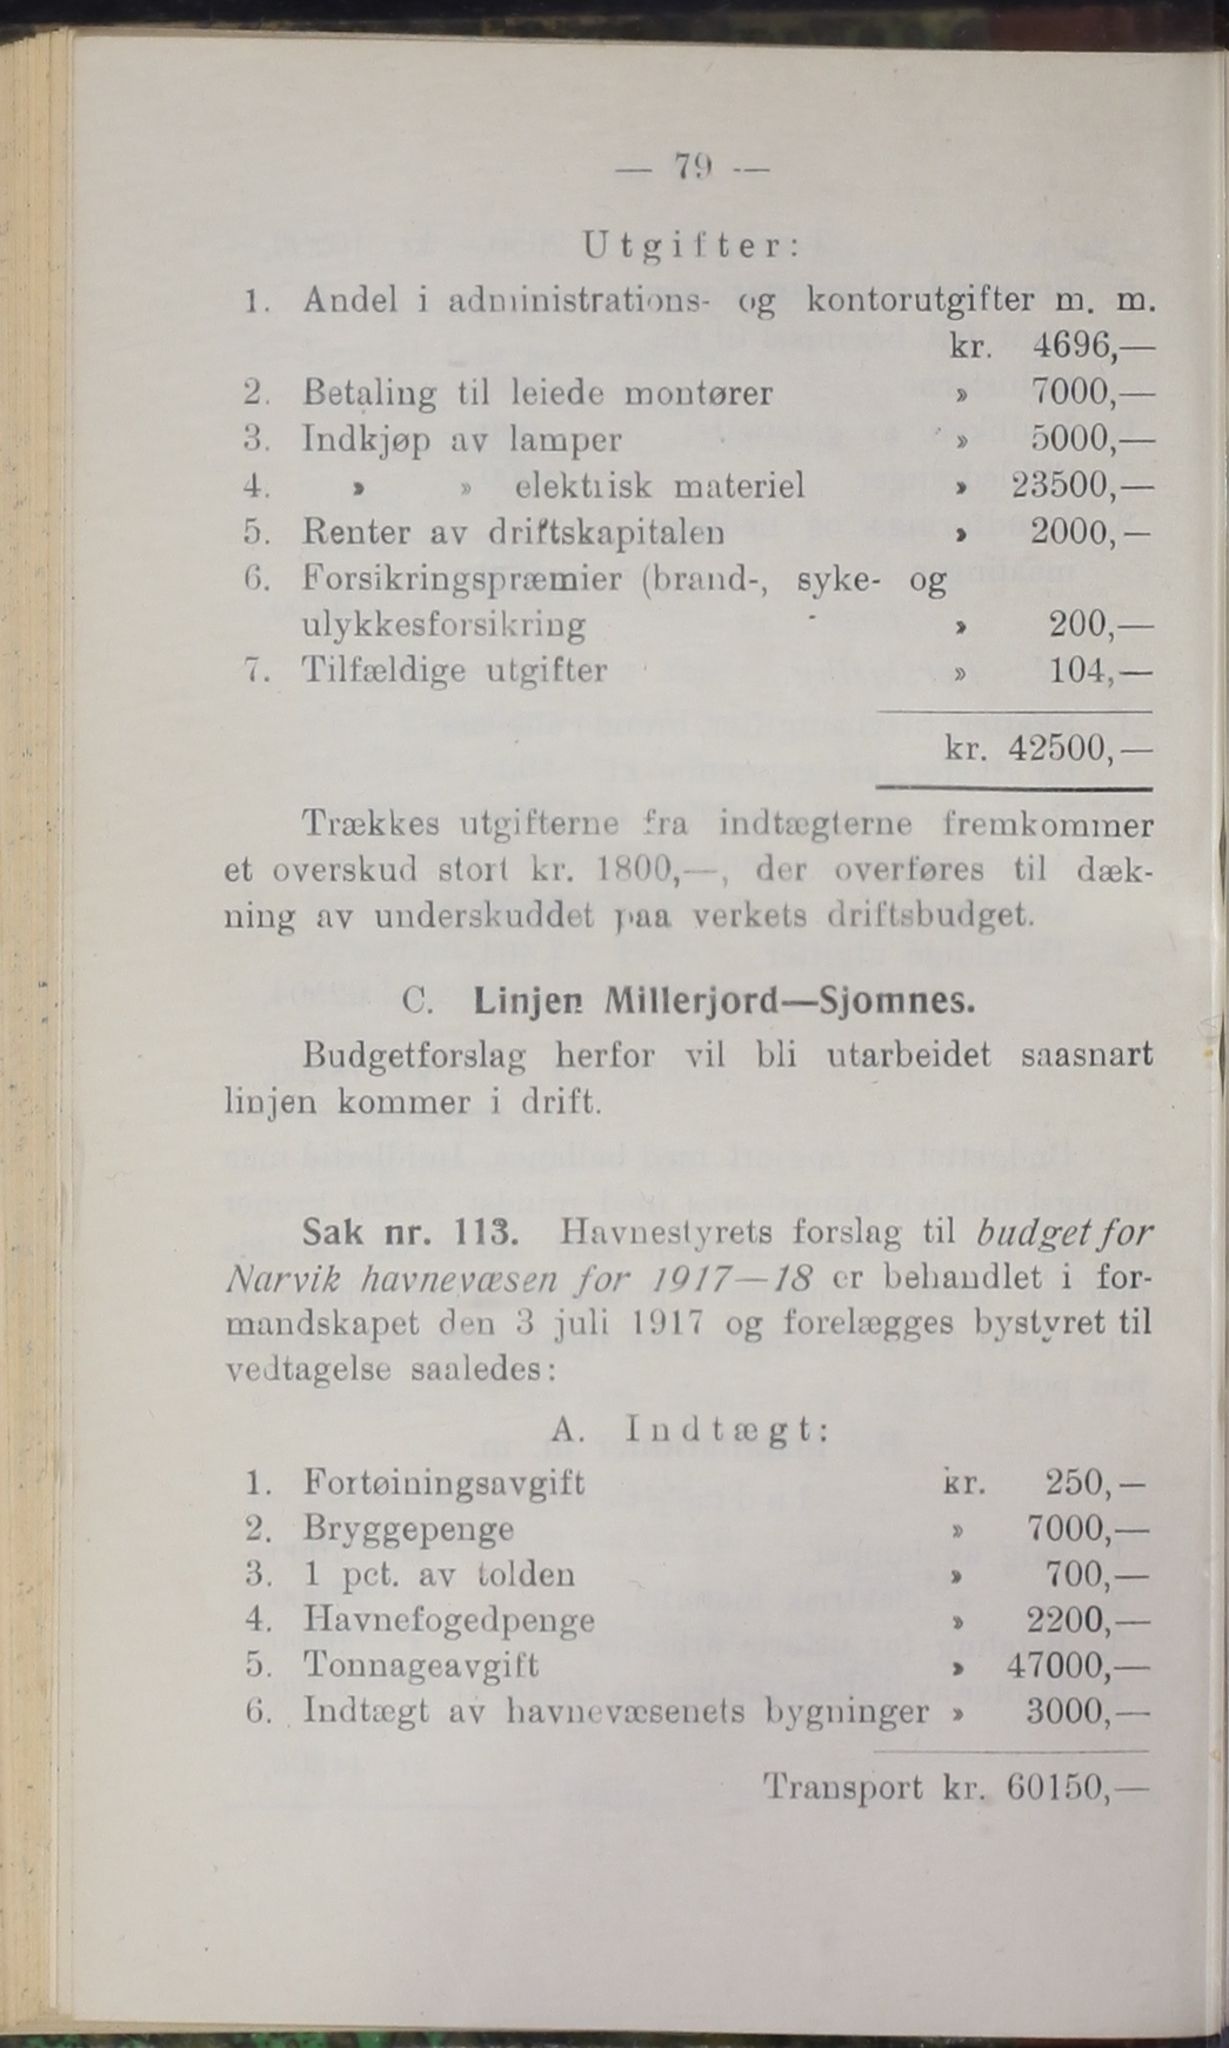 — 79 —
Utgifter:
1. Andel i administrations- og kontorutgifter m. m.
kr. 4696,—
2. Betaling til leiede montører » 7000,—
3. Indkjøp av lamper » 5000,—
4. » » elektrisk materiel » 23500,—
5. Renter av driftskapitalen » 2000,—
6. Forsikringspræmier (brand-, syke- og
ulykkesforsikring » 200,—
7. Tilfældige utgifter » 104,—
kr. 42500,—
Trækkes utgifterne fra indtægterne fremkommer
et overskud stort kr. 1800,—, der overføres til dæk-
ning av underskuddet paa verkets driftsbudget.
C. Linjen Millerjord—Sjomnes.
Budgetforslag herfor vil bli utarbeidet saasnart
linjen kommer i drift.
Sak nr. 113. Havnestyrets forslag til budget for
Narvik havnevæsen for 1917—18 er behandlet i for-
mandskapet den 3 juli 1917 og forelægges bystyret til
vedtagelse saaledes:
A. Indtægt:
1. Fortøiningsavgift kr. 250,—
2. Bryggepenge » 7000,—
3. 1 pct. av tolden » 700,—
4. Havnefogedpenge » 2200,—
5. Tonnageavgift » 47000,—
6. Indtægt av havnevæsenets bygninger » 3000,—
Transport kr. 60150,—